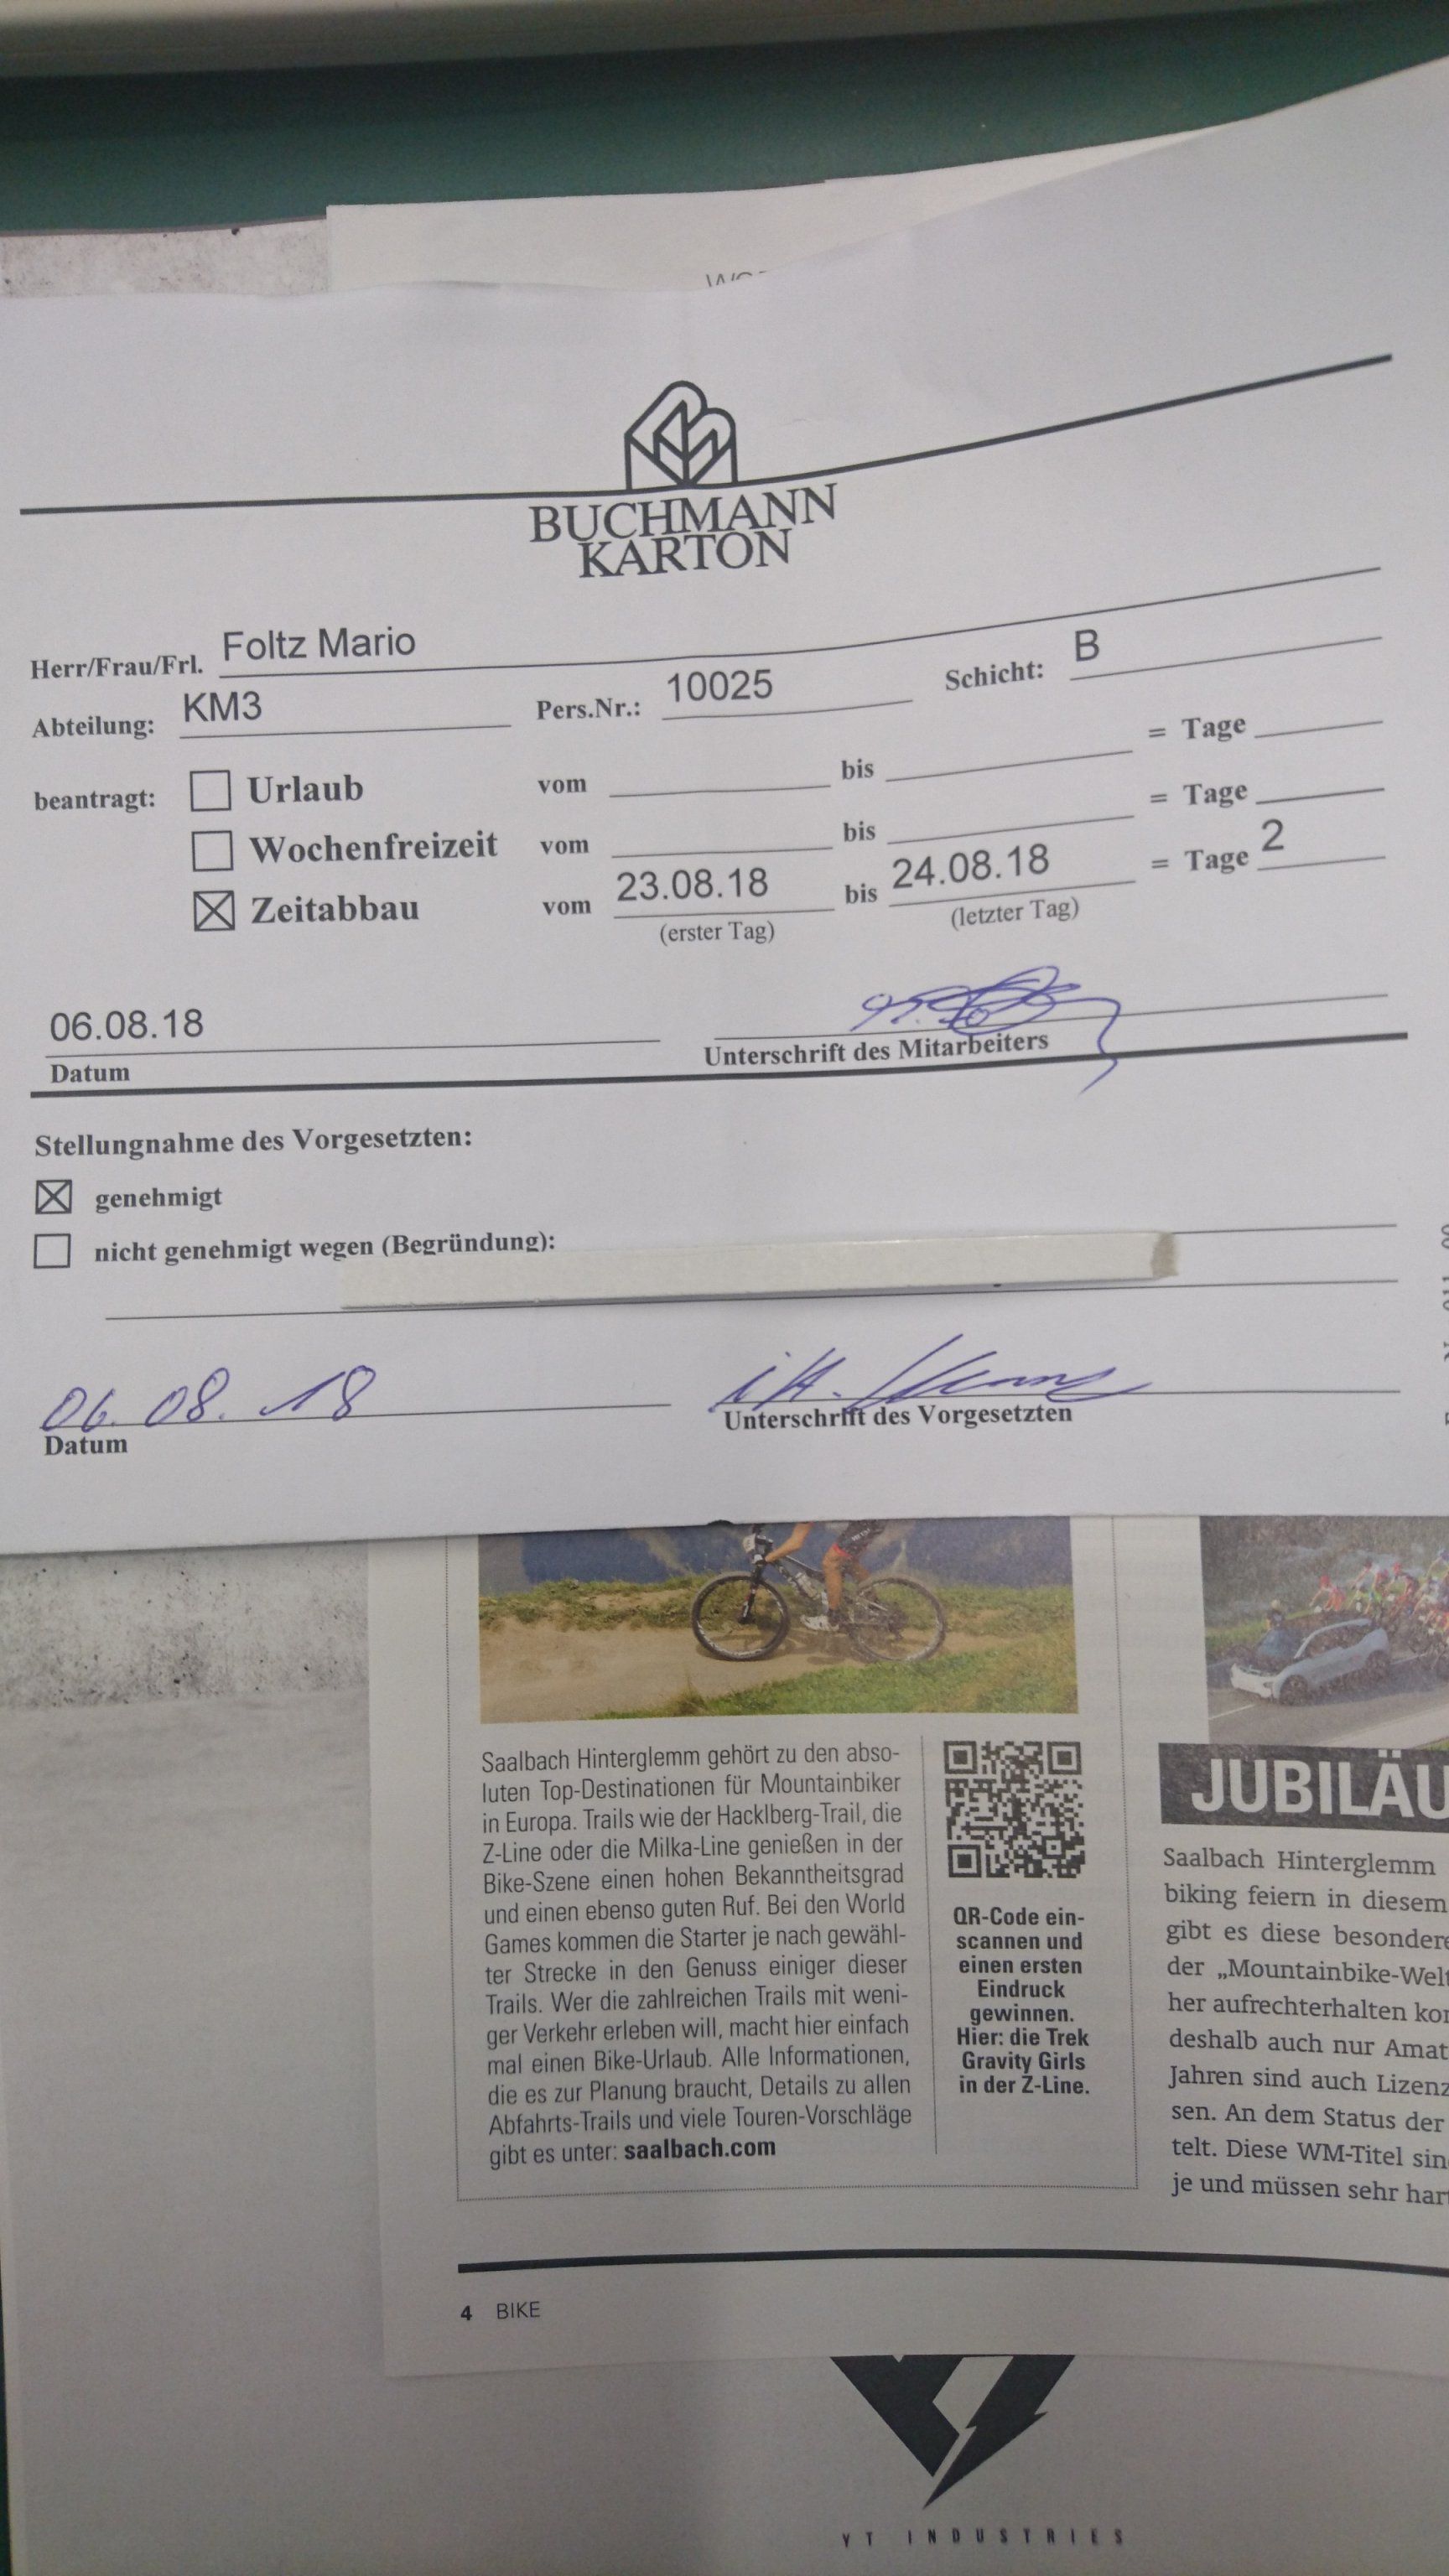 BUCHMANN
KARTON
Herr/Frau/Frl. Foltz Mario
Abteilung: KM3 Pers.Nr.: 10025 Schicht: B
beantragt: Urlaub vom bis = Tage
Wochenfreizeit vom bis = Tage
Zeitabbau vom 23.08.18 bis 24.08.18 = Tage 2
(erster Tag) (letzter Tag)
06.08.18
Datum Unterschrift des Mitarbeiters
Stellungnahme des Vorgesetzten:
genehmigt
nicht genehmigt wegen (Begründung):
06.08.18
Datum Unterschrift des Vorgesetzten
Saalbach Hinterglemm gehört zu den abso-
luten Top-Destinationen für Mountainbiker
in Europa. Trails wie der Hacklberg-Trail, die
Z-Line oder die Milka-Line genießen in der
Bike-Szene einen hohen Bekanntheitsgrad
und einen ebenso guten Ruf. Bei den World
Games kommen die Starter je nach gewähl-
ter Strecke in den Genuss einiger dieser
Trails. Wer die zahlreichen Trails mit weni-
ger Verkehr erleben will, macht hier einfach
mal einen Bike-Urlaub. Alle Informationen,
die es zur Planung braucht, Details zu allen
Abfahrts-Trails und viele Touren-Vorschläge
gibt es unter: saalbach.com
QR-Code ein-
scannen und
einen ersten
Eindruck
gewinnen.
Hier: die Trek
Gravity Girls
in der Z-Line.
JUBILÄU
Saalbach Hinterglemm
biking feiern in diesem
gibt es diese besondere
der „Mountainbike-Welt
her aufrechterhalten kon
deshalb auch nur Amat
Jahren sind auch Lizenz
sen. An dem Status der
telt. Diese WM-Titel sin
je und müssen sehr har
4 BIKE
YT INDUSTRIES